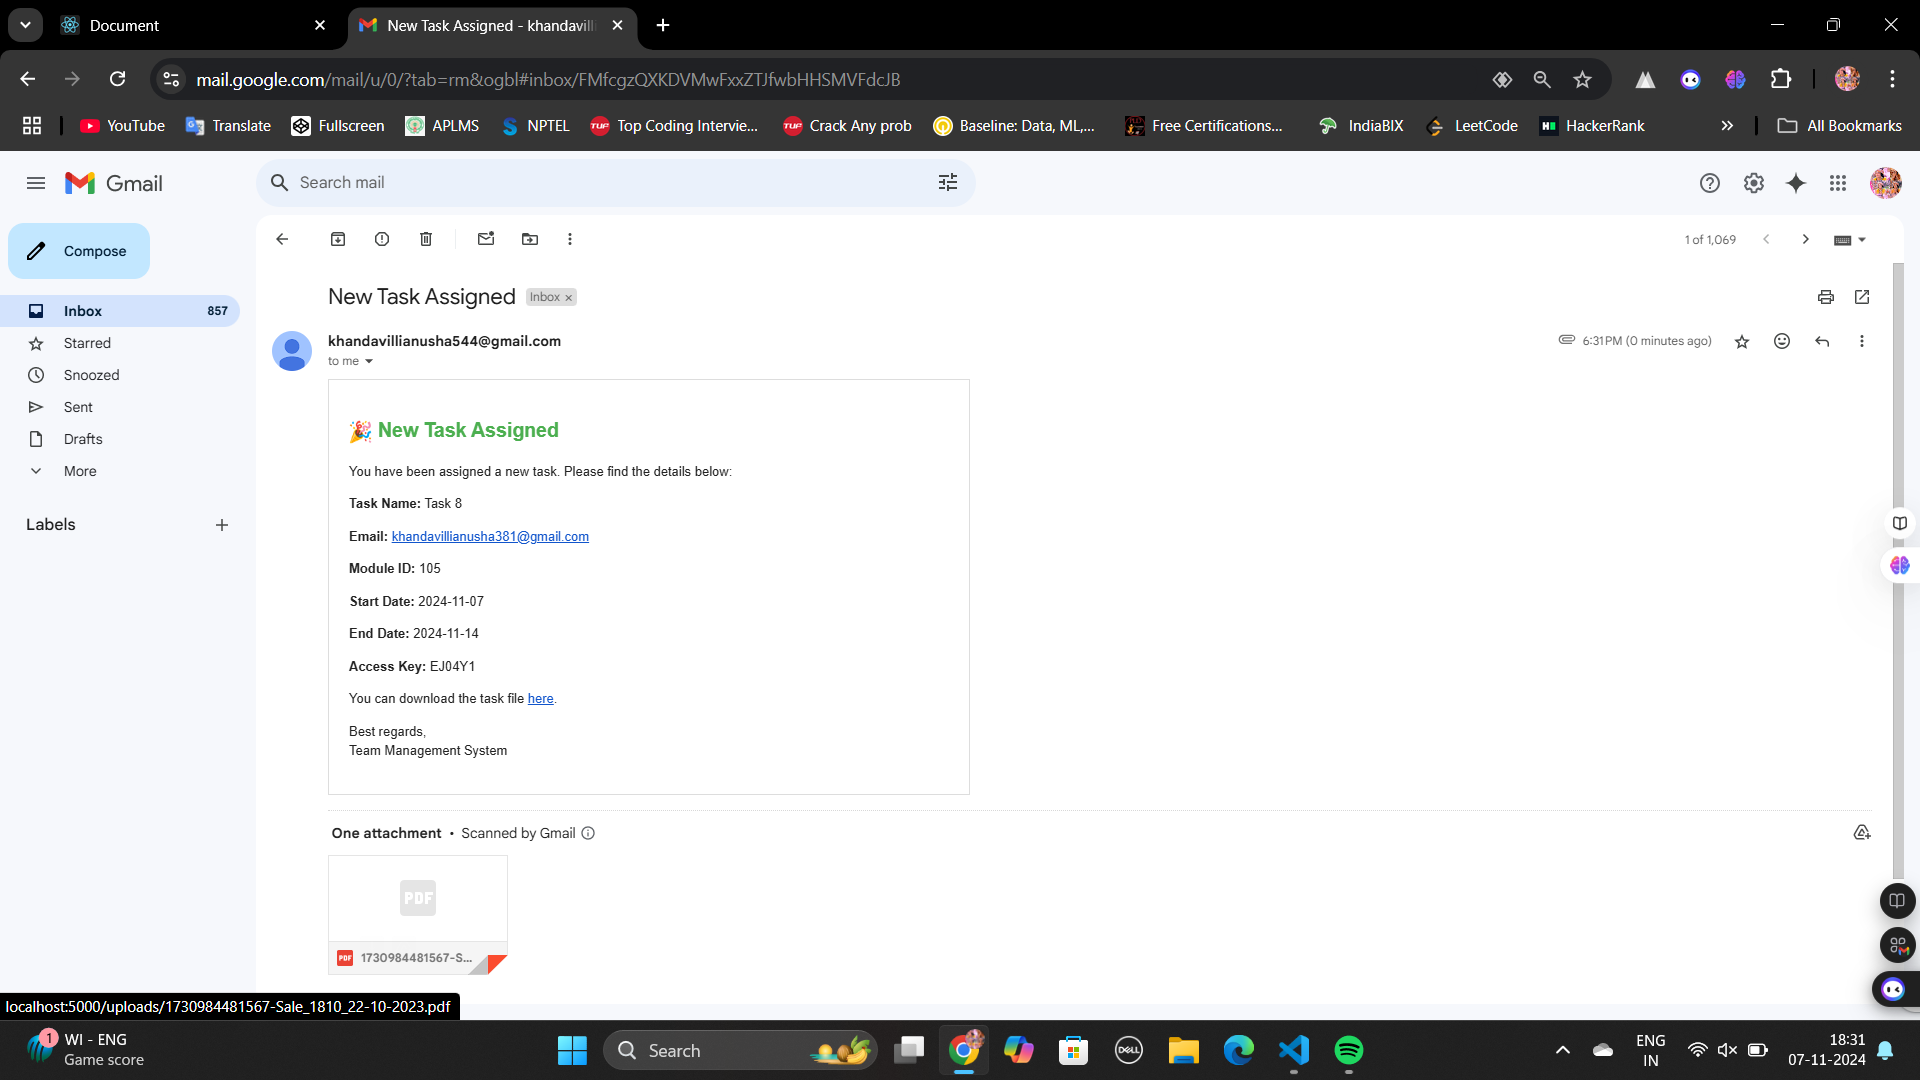 Document
New Task Assigned - khandavilli
mail.google.com/mail/u/0/?tab=rm&ogbl#inbox/FMfcgzQXKDVMwFxxZTJfwbHHSMVFdcJB
YouTube
Translate
Fullscreen
APLMS
NPTEL
TUF
Top Coding Intervie...
TUF
Crack Any prob
Baseline: Data, ML,...
Free Certifications...
IndiaBIX
LeetCode
HackerRank
All Bookmarks
Gmail
Search mail
Compose
1 of 1,069
Inbox 857
Starred
Snoozed
Sent
Drafts
More
Labels
New Task Assigned Inbox ×
khandavillianusha544@gmail.com
6:31 PM (0 minutes ago)
to me
New Task Assigned
You have been assigned a new task. Please find the details below:
Task Name: Task 8
Email: khandavillianusha381@gmail.com
Module ID: 105
Start Date: 2024-11-07
End Date: 2024-11-14
Access Key: EJ04Y1
You can download the task file here.
Best regards,
Team Management System
One attachment • Scanned by Gmail
PDF
PDF 1730984481567-S...
localhost:5000/uploads/1730984481567-Sale_1810_22-10-2023.pdf
1
WI - ENG
Game score
Search
DELL
ENG
IN
18:31
07-11-2024